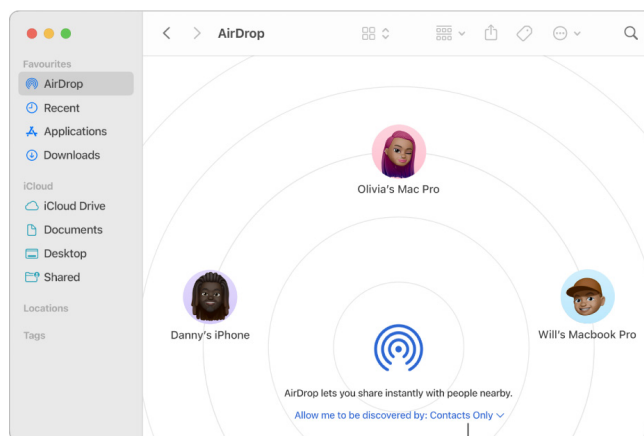 AirDrop
Favourites
AirDrop
Recent
Applications
Downloads
iCloud
iCloud Drive
Documents
Desktop
Shared
Locations
Tags
Olivia's Mac Pro
Danny's iPhone
Will's Macbook Pro
AirDrop lets you share instantly with people nearby.
Allow me to be discovered by: Contacts Only